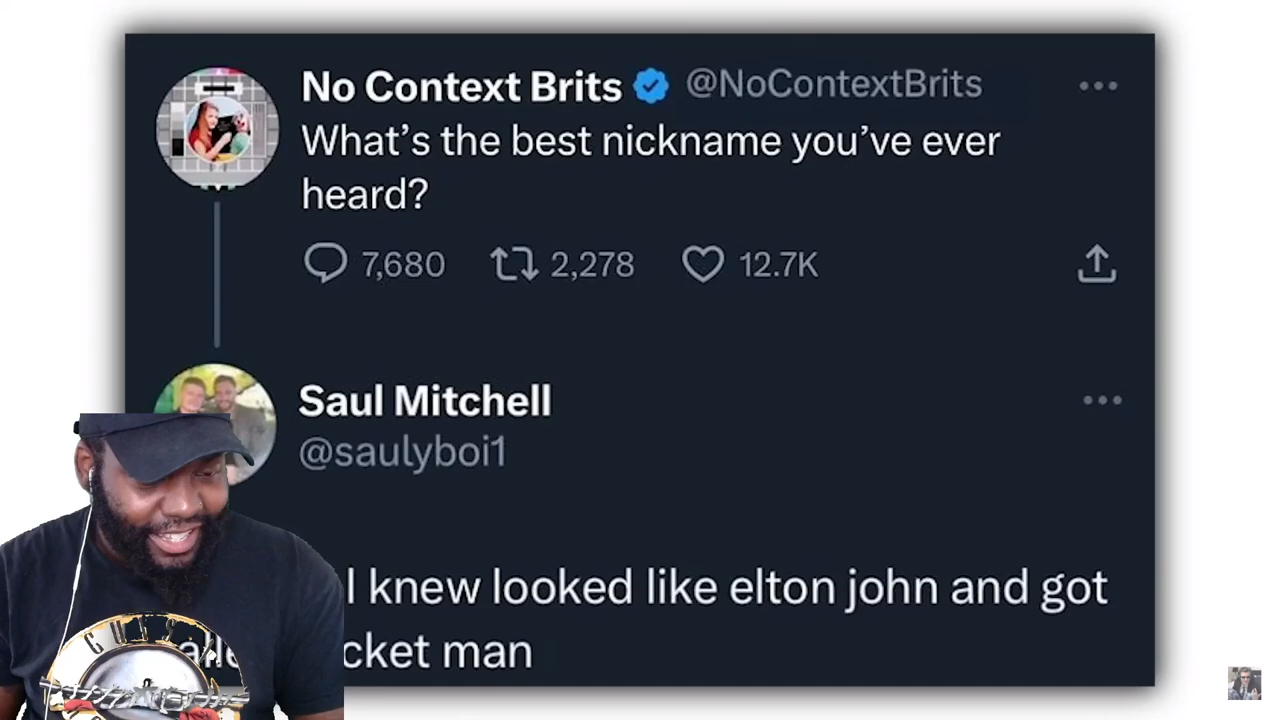 No Context Brits @NoContextBrits
What’s the best nickname you’ve ever
heard?
7,680 2,278 12.7K
Saul Mitchell
@saulyboi1
I knew looked like elton john and got
man